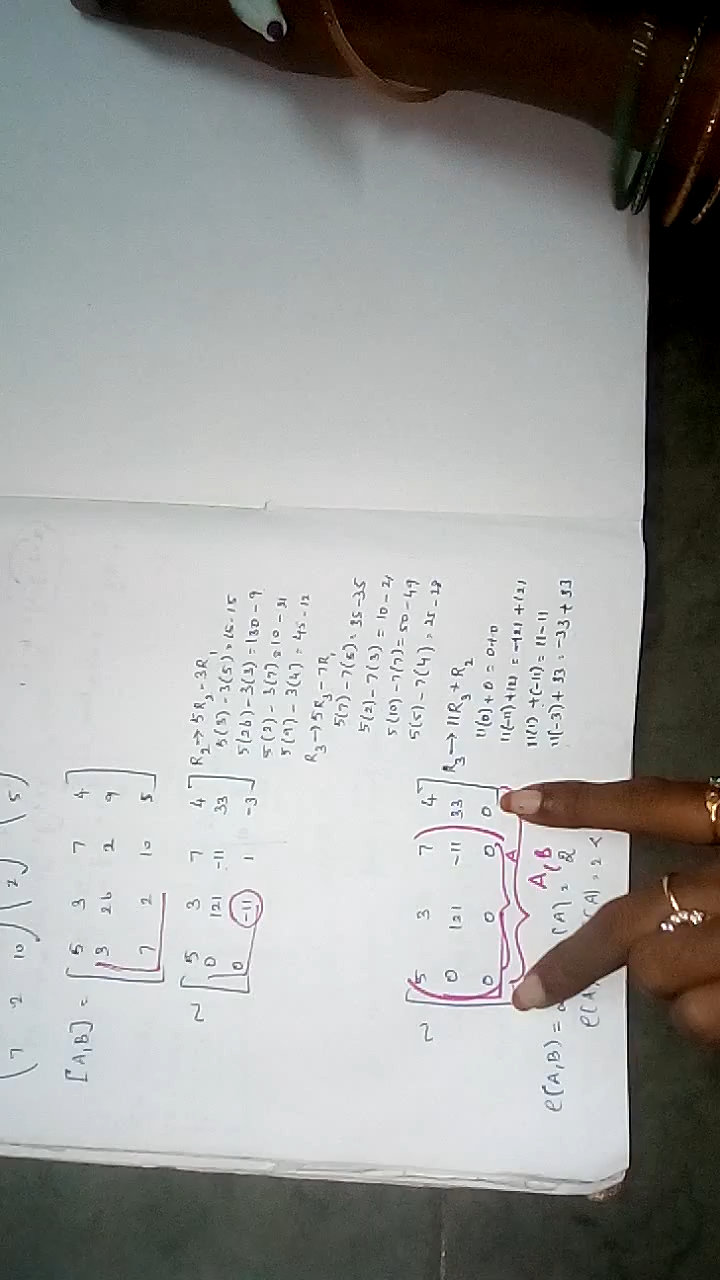 (7 2 10) (2) (5)
[A,B] = [5 3 7 4
3 26 2 9
7 2 10 5]
R2 → 5R2 - 3R1
~ [5 3 7 4
0 121 -11 33
0 -11 1 -3]
5(3) - 3(5) = 15-15
5(26) - 3(3) = 130-9
5(2) - 3(7) = 10-21
5(9) - 3(4) = 45-12
R3 → 5R3 - 7R1
5(7) - 7(5) = 35-35
5(2) - 7(3) = 10-21
5(10) - 7(7) = 50-49
5(5) - 7(4) = 25-28
~ [5 3 7 4
0 121 -11 33
0 0 0 0]
R3 → 11R3 + R2
11(0) + 0 = 0+0
11(-11) + 121 = -121 + 121
11(1) + (-11) = 11-11
11(-3) + 33 = -33 + 33
A
A,B
ρ(A,B) = (A) = 2
ρ(A, (A) = 2 <